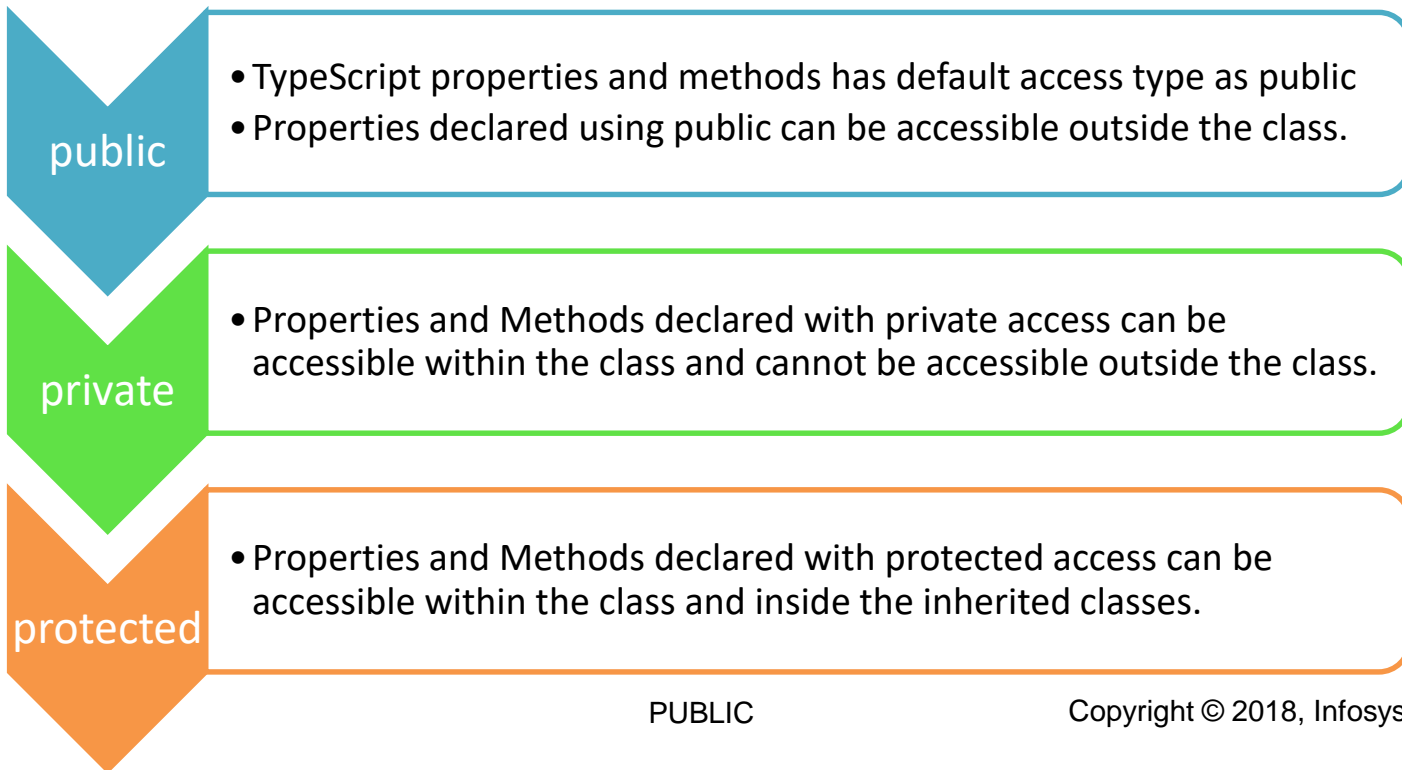 public
• TypeScript properties and methods has default access type as public
• Properties declared using public can be accessible outside the class.
private
• Properties and Methods declared with private access can be
accessible within the class and cannot be accessible outside the class.
protected
• Properties and Methods declared with protected access can be
accessible within the class and inside the inherited classes.
PUBLIC
Copyright © 2018, Infosys